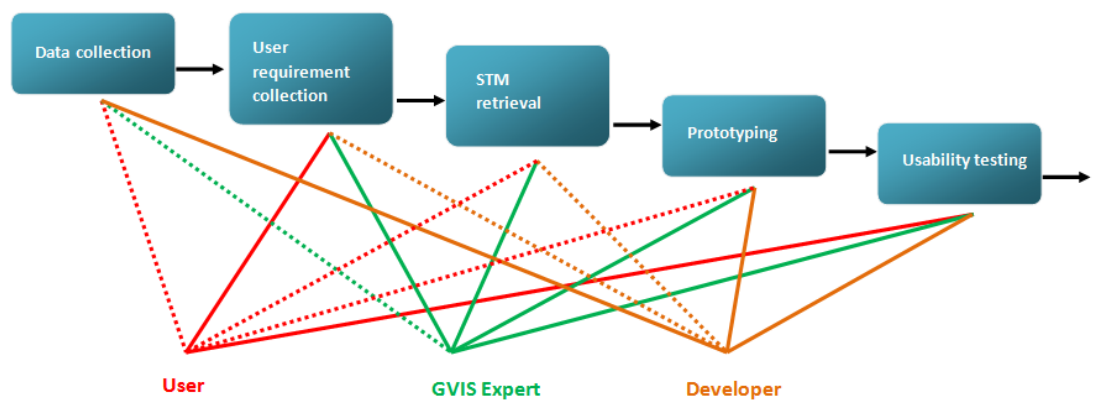 Data collection
User
requirement
collection
STM
retrieval
Prototyping
Usability testing
User
GVIS Expert
Developer